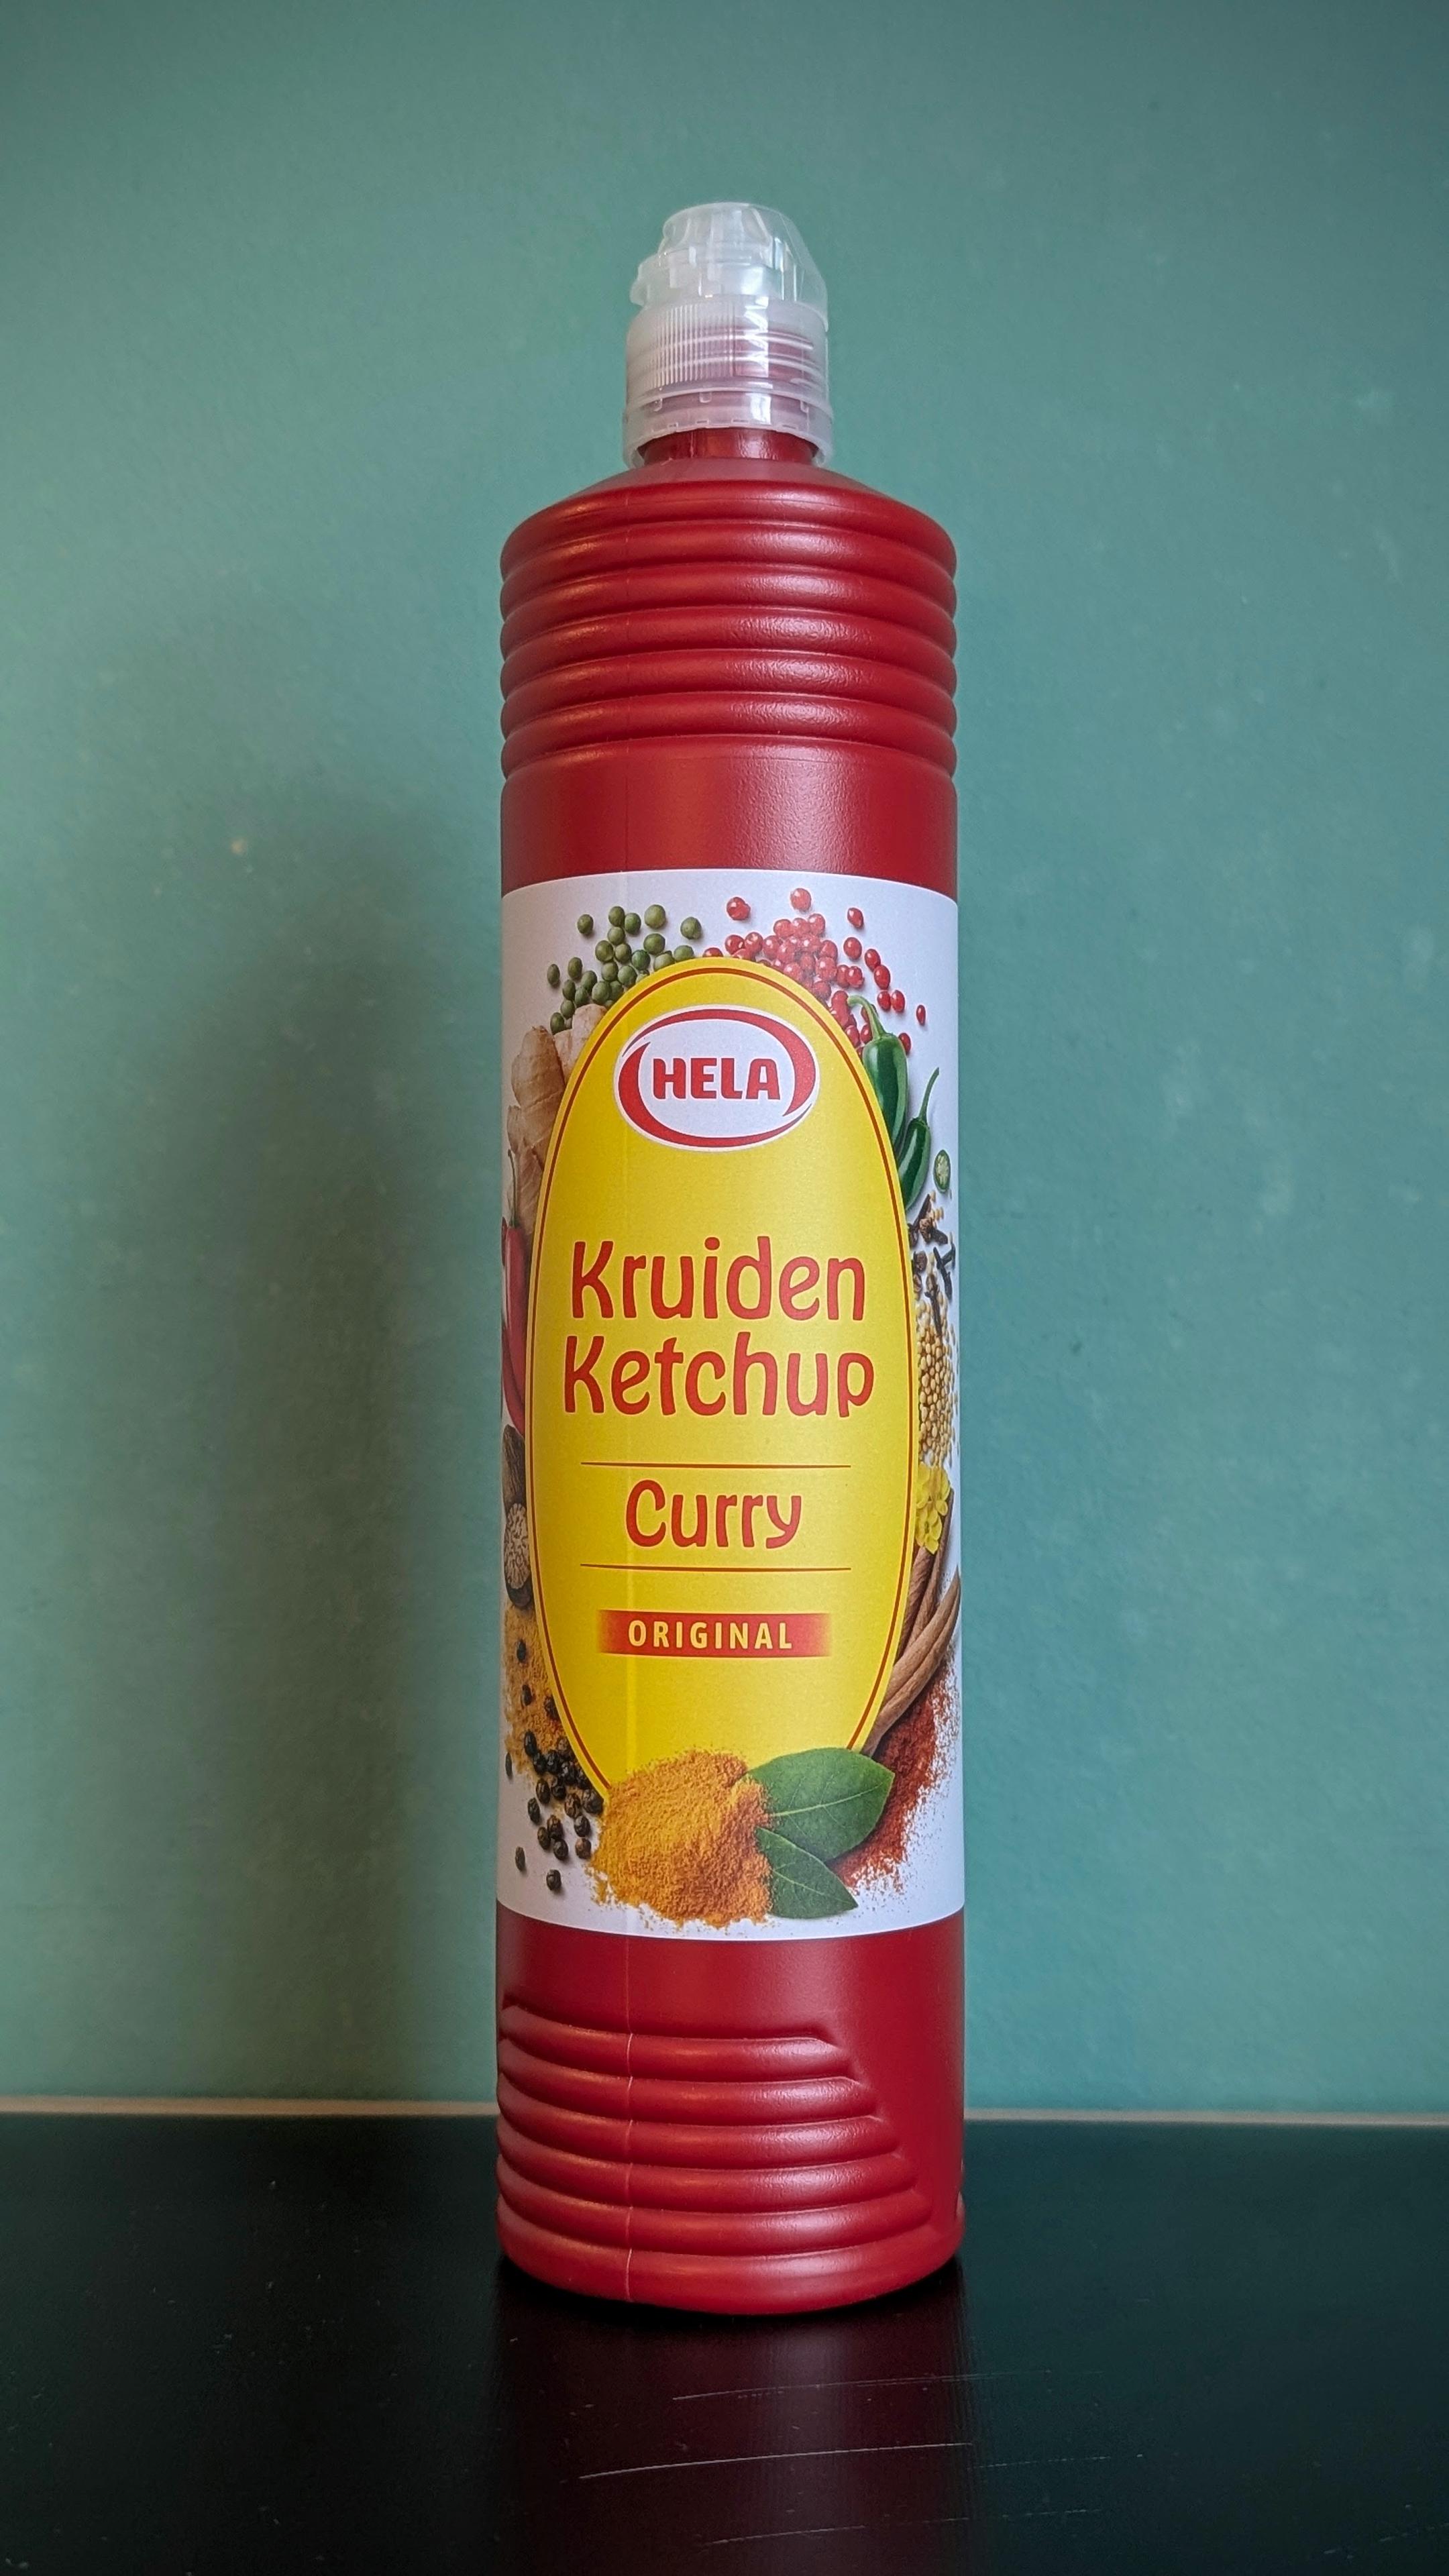 HELA
Kruiden
Ketchup
Curry
ORIGINAL